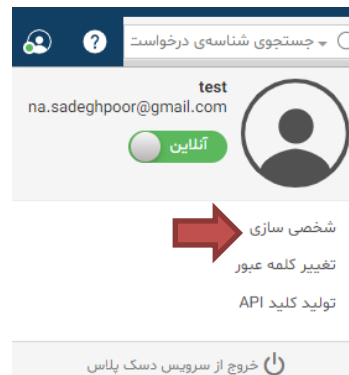 جستجوی شناسه‌ی درخواست
?
test
na.sadeghpoor@gmail.com
آنلاین
شخصی سازی
تغییر کلمه عبور
تولید کلید API
خروج از سرویس دسک پلاس